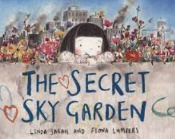 THE SECRET
SKY GARDEN
LINDA SARAH AND FIONA LUMBERS